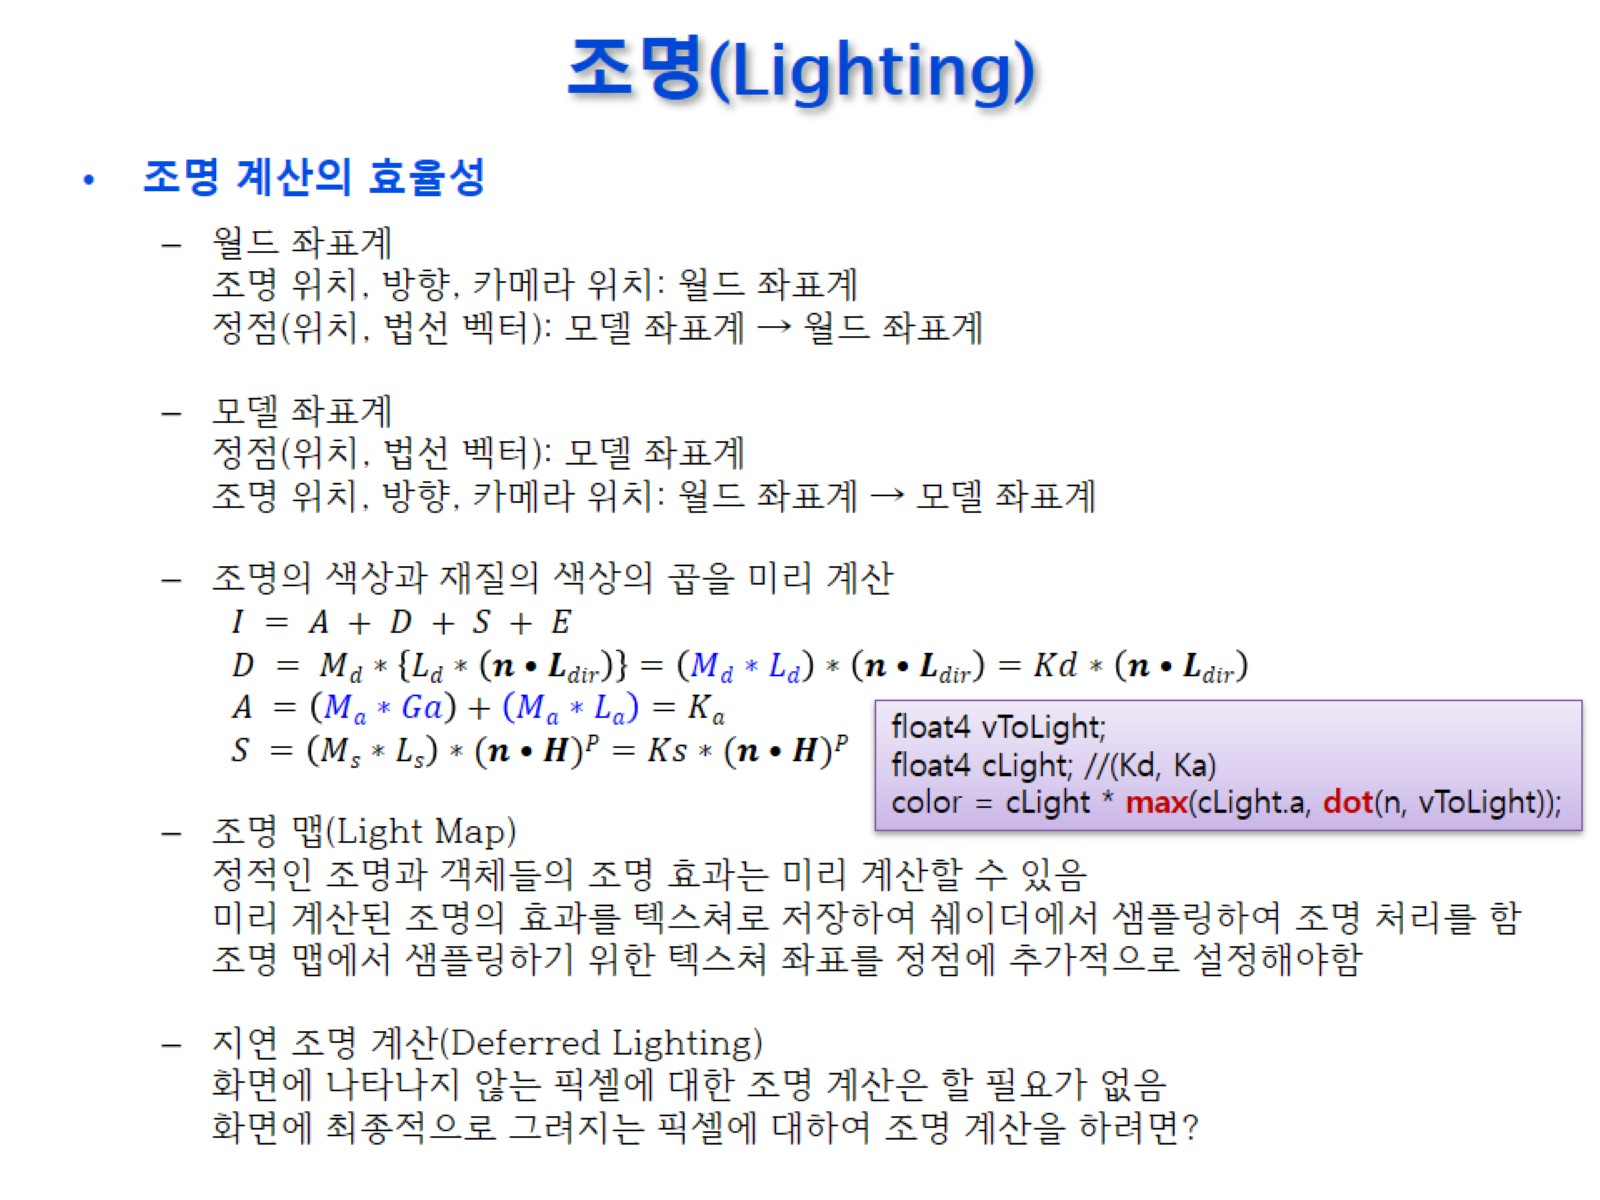 조명(Lighting)
• 조명 계산의 효율성
– 월드 좌표계
조명 위치, 방향, 카메라 위치: 월드 좌표계
정점(위치, 법선 벡터): 모델 좌표계 → 월드 좌표계
– 모델 좌표계
정점(위치, 법선 벡터): 모델 좌표계
조명 위치, 방향, 카메라 위치: 월드 좌표계 → 모델 좌표계
– 조명의 색상과 재질의 색상의 곱을 미리 계산
I = A + D + S + E
D = M_d * {L_d * (n • L_dir)} = (M_d * L_d) * (n • L_dir) = Kd * (n • L_dir)
A = (M_a * Ga) + (M_a * L_a) = K_a
S = (M_s * L_s) * (n • H)^P = Ks * (n • H)^P
float4 vToLight;
float4 cLight; //(Kd, Ka)
color = cLight * max(cLight.a, dot(n, vToLight));
– 조명 맵(Light Map)
정적인 조명과 객체들의 조명 효과는 미리 계산할 수 있음
미리 계산된 조명의 효과를 텍스쳐로 저장하여 쉐이더에서 샘플링하여 조명 처리를 함
조명 맵에서 샘플링하기 위한 텍스쳐 좌표를 정점에 추가적으로 설정해야함
– 지연 조명 계산(Deferred Lighting)
화면에 나타나지 않는 픽셀에 대한 조명 계산은 할 필요가 없음
화면에 최종적으로 그려지는 픽셀에 대하여 조명 계산을 하려면?